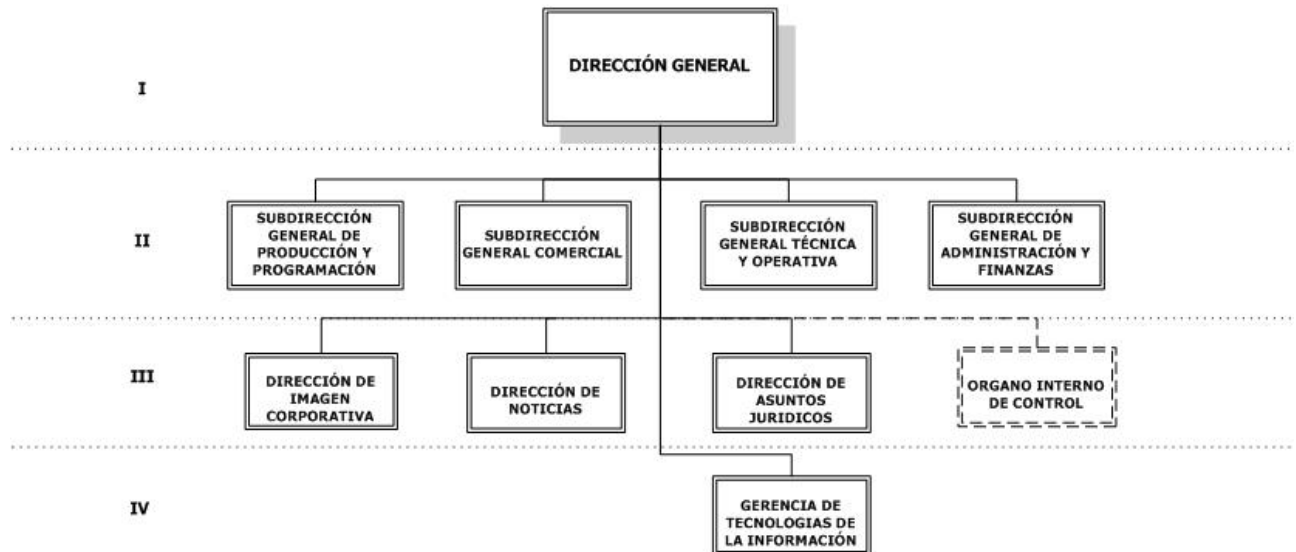 I
DIRECCIÓN GENERAL
II
SUBDIRECCIÓN
GENERAL DE
PRODUCCIÓN Y
PROGRAMACIÓN
SUBDIRECCIÓN
GENERAL COMERCIAL
SUBDIRECCIÓN
GENERAL TÉCNICA
Y OPERATIVA
SUBDIRECCIÓN
GENERAL DE
ADMINISTRACIÓN Y
FINANZAS
III
DIRECCIÓN DE
IMAGEN
CORPORATIVA
DIRECCIÓN DE
NOTICIAS
DIRECCIÓN DE
ASUNTOS
JURIDICOS
ORGANO INTERNO
DE CONTROL
IV
GERENCIA DE
TECNOLOGIAS DE
LA INFORMACIÓN